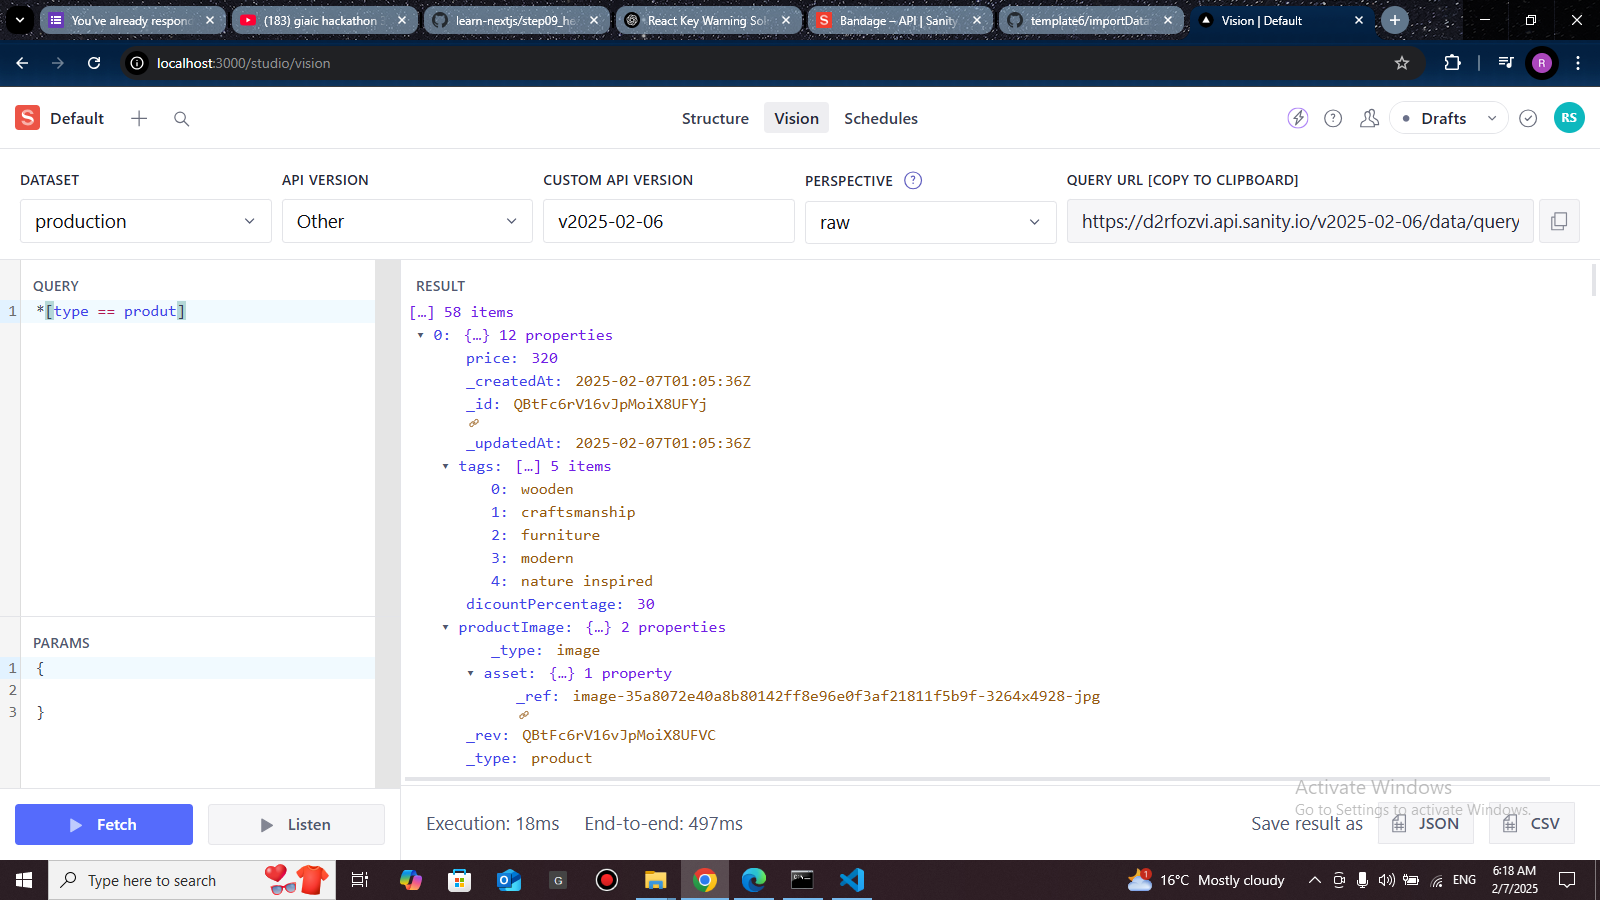 You've already respond
(183) giaic hackathon 3
learn-nextjs/step09_he
React Key Warning Sol
Bandage – API | Sanity
template6/importData
Vision | Default
localhost:3000/studio/vision
R
S Default
Structure
Vision
Schedules
Drafts
RS
DATASET
API VERSION
CUSTOM API VERSION
PERSPECTIVE
QUERY URL [COPY TO CLIPBOARD]
production
Other
v2025-02-06
raw
https://d2rfozvi.api.sanity.io/v2025-02-06/data/query
QUERY
1 *[type == produt]
RESULT
[…] 58 items
0: {…} 12 properties
price: 320
_createdAt: 2025-02-07T01:05:36Z
_id: QBtFc6rV16vJpMoiX8UFYj
_updatedAt: 2025-02-07T01:05:36Z
tags: […] 5 items
0: wooden
1: craftsmanship
2: furniture
3: modern
4: nature inspired
dicountPercentage: 30
productImage: {…} 2 properties
_type: image
asset: {…} 1 property
_ref: image-35a8072e40a8b80142ff8e96e0f3af21811f5b9f-3264x4928-jpg
_rev: QBtFc6rV16vJpMoiX8UFVC
_type: product
PARAMS
1 {
2
3 }
Fetch
Listen
Execution: 18ms
End-to-end: 497ms
Save result as
JSON
CSV
Activate Windows
Go to Settings to activate Windows.
Type here to search
G
1
16°C Mostly cloudy
ENG
6:18 AM
2/7/2025